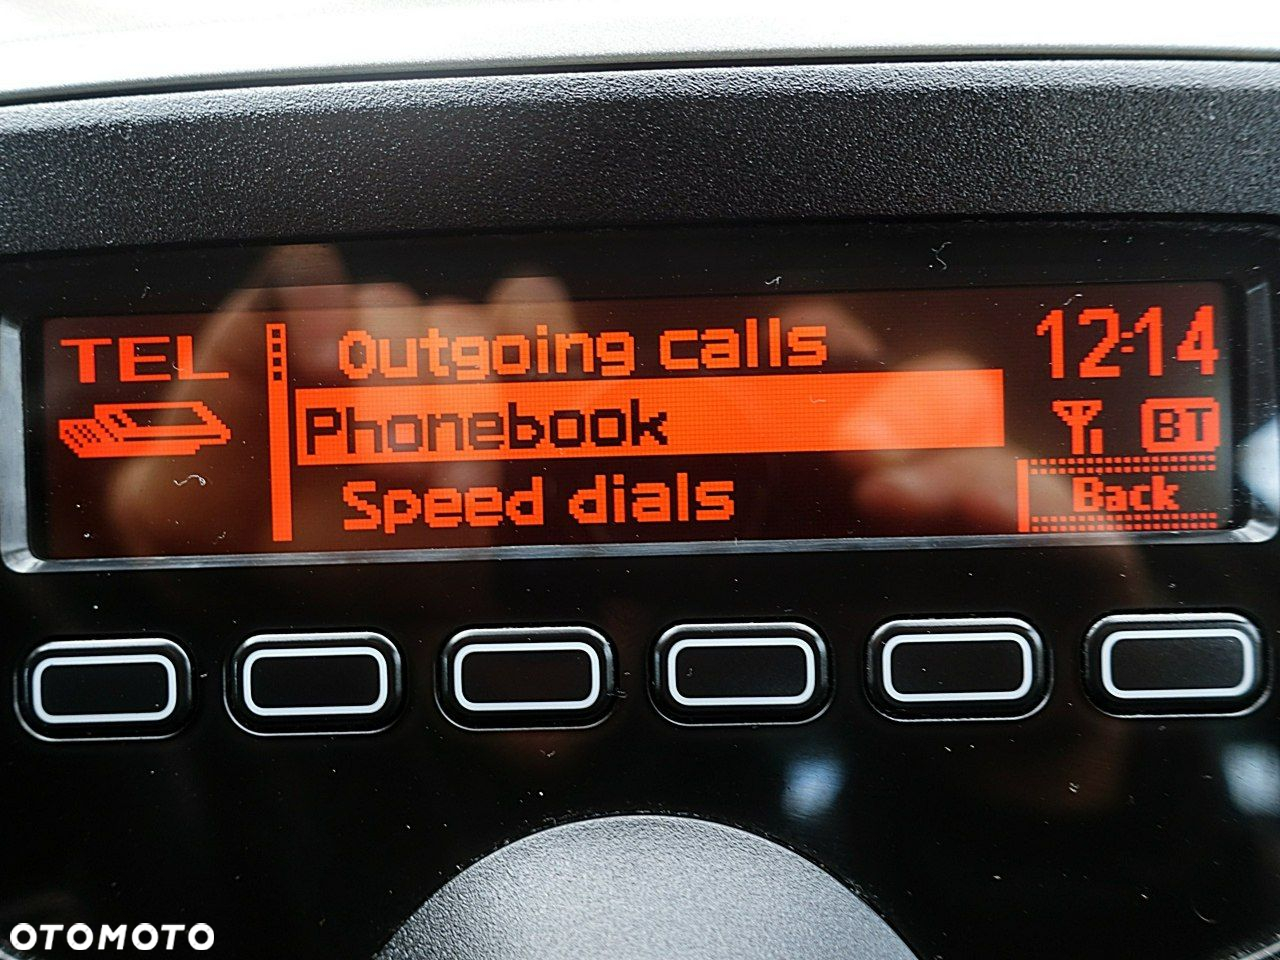 TEL
Outgoing calls
Phonebook
Speed dials
12:14
BT
Back
OTOMOTO